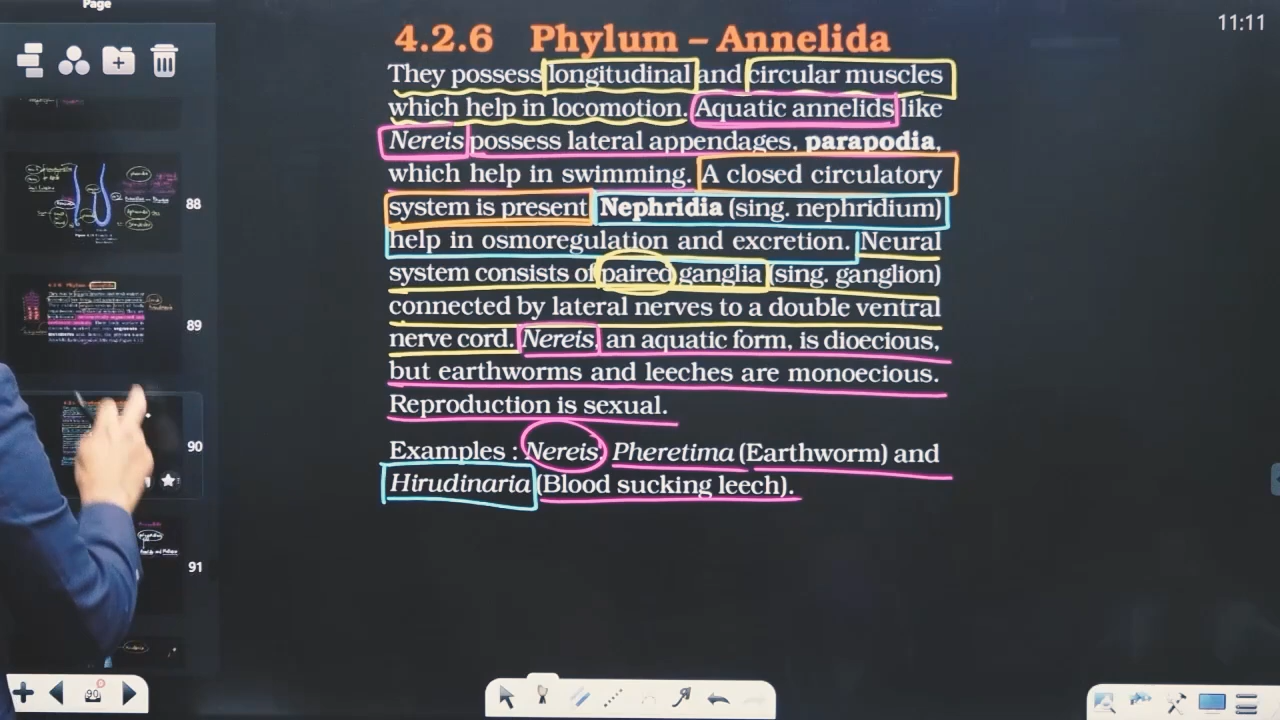 Page
11:11
4.2.6 Phylum – Annelida
They possess longitudinal and circular muscles
which help in locomotion. Aquatic annelids like
Nereis possess lateral appendages, parapodia,
which help in swimming. A closed circulatory
system is present Nephridia (sing. nephridium)
help in osmoregulation and excretion. Neural
system consists of paired ganglia (sing. ganglion)
connected by lateral nerves to a double ventral
nerve cord. Nereis, an aquatic form, is dioecious,
but earthworms and leeches are monoecious.
Reproduction is sexual.
Examples : Nereis, Pheretima (Earthworm) and
Hirudinaria (Blood sucking leech).
88
89
90
91
90